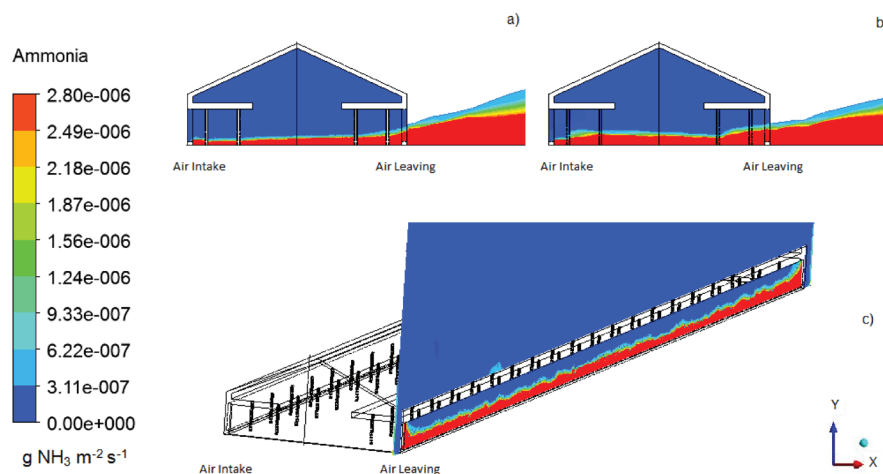 a)
b)
Ammonia
2.80e-006
2.49e-006
2.18e-006
1.87e-006
1.56e-006
1.24e-006
9.33e-007
6.22e-007
3.11e-007
0.00e+000
g NH₃ m⁻² s⁻¹
Air Intake
Air Leaving
Air Intake
Air Leaving
c)
Air Intake
Air Leaving
Y
X